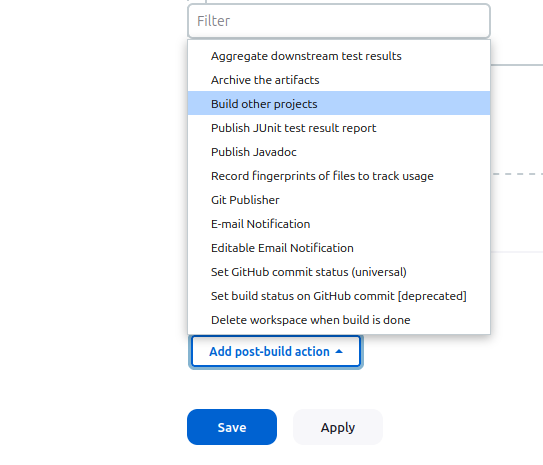 Filter
Aggregate downstream test results
Archive the artifacts
Build other projects
Publish JUnit test result report
Publish Javadoc
Record fingerprints of files to track usage
Git Publisher
E-mail Notification
Editable Email Notification
Set GitHub commit status (universal)
Set build status on GitHub commit [deprecated]
Delete workspace when build is done
Add post-build action
Save Apply